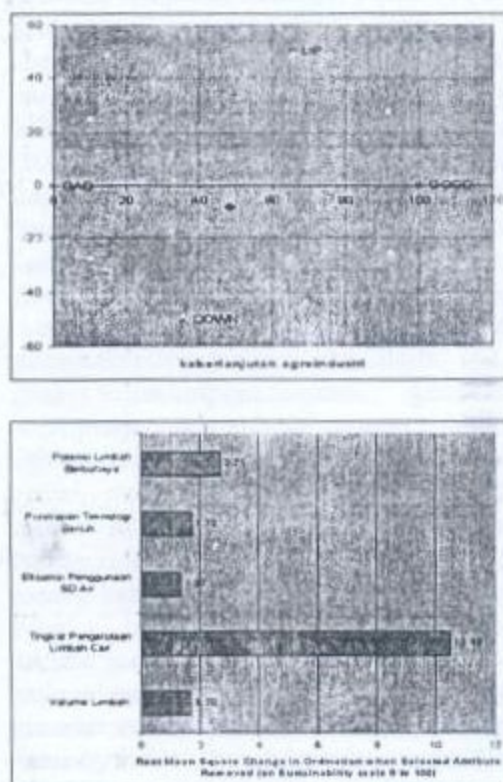 60
UP
40
20
0
BAD
GOOD
0 20 40 60 80 100 120
-20
-40
DOWN
-60
keberlanjutan agroindustri
Potensi Limbah
Berbahaya
Penerapan Teknologi
Bersih
Efisiensi Penggunaan
SD Air
Tingkat Pengelolaan
Limbah Cair
Volume Limbah
0 2 4 6 8 10 12
Root Mean Square Change in Ordination when Selected Attribute
Removed (on Sustainability scale 0 to 100)